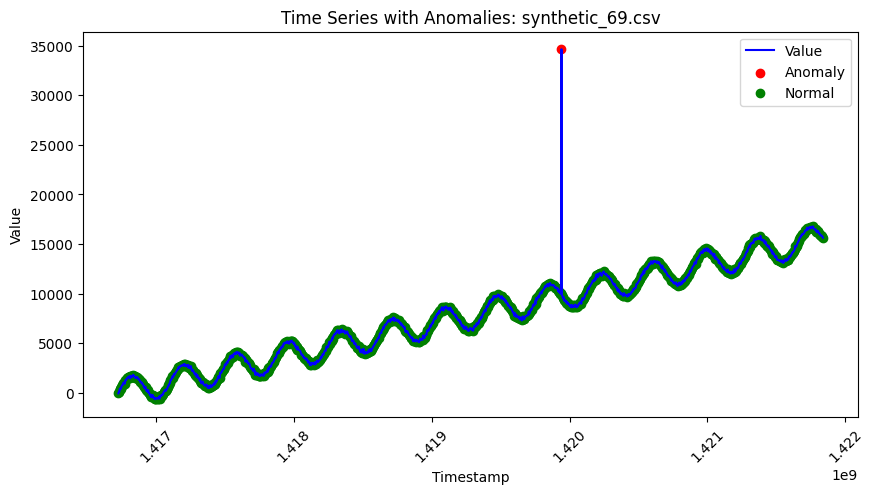 Time Series with Anomalies: synthetic_69.csv
Value
Anomaly
Normal
35000
30000
25000
20000
15000
10000
5000
0
Value
1.417
1.418
1.419
1.420
1.421
1.422
1e9
Timestamp